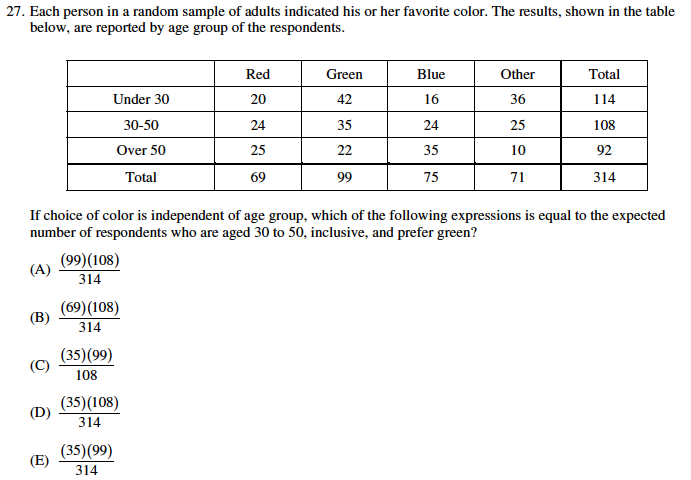 27. Each person in a random sample of adults indicated his or her favorite color. The results, shown in the table
below, are reported by age group of the respondents.
Red Green Blue Other Total
Under 30 20 42 16 36 114
30-50 24 35 24 25 108
Over 50 25 22 35 10 92
Total 69 99 75 71 314
If choice of color is independent of age group, which of the following expressions is equal to the expected
number of respondents who are aged 30 to 50, inclusive, and prefer green?
(A) (99)(108)
314
(B) (69)(108)
314
(C) (35)(99)
108
(D) (35)(108)
314
(E) (35)(99)
314